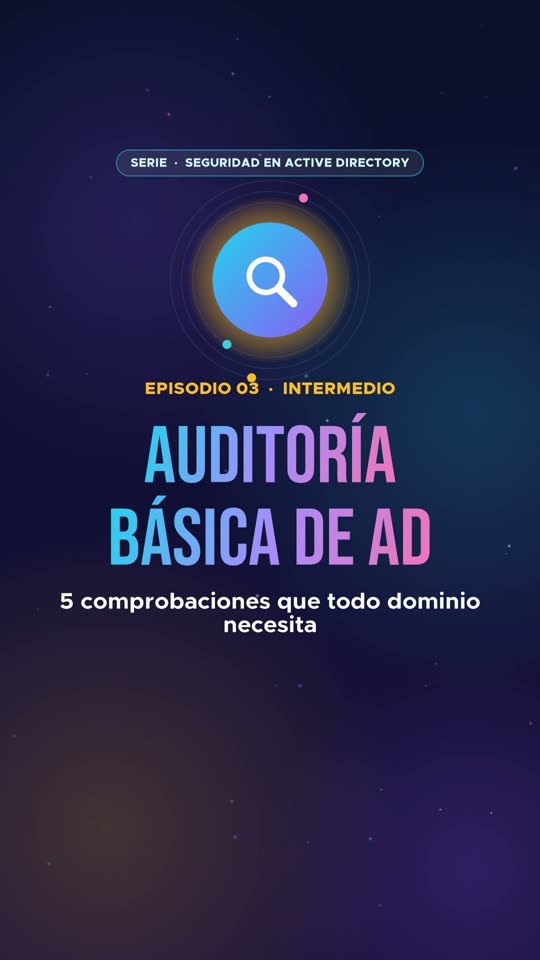 SERIE · SEGURIDAD EN ACTIVE DIRECTORY
EPISODIO 03 · INTERMEDIO
AUDITORÍA
BÁSICA DE AD
5 comprobaciones que todo dominio
necesita